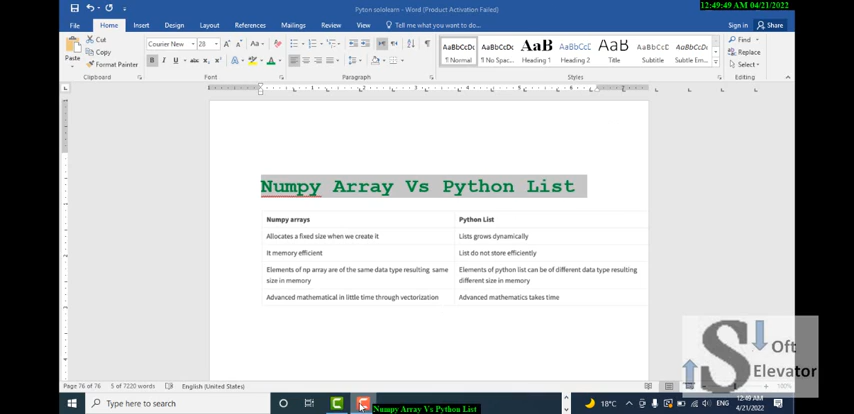 Pyton sololearn - Word (Product Activation Failed)
12:49:49 AM 04/21/2022
File Home Insert Design Layout References Mailings Review View Tell me what you want to do... Sign in Share
Paste
Cut
Copy
Format Painter
Clipboard
Courier New 28
Font
Paragraph
AaBbCcDc AaBbCcDc AaBbC AaBbCcDc AaB AaBbCcDc AaBbCcDc
¶ Normal ¶ No Spac... Heading 1 Heading 2 Title Subtitle Subtle Em...
Styles
Find
Replace
Select
Editing
Numpy Array Vs Python List
Numpy arrays Python List
Allocates a fixed size when we create it Lists grows dynamically
It memory efficient List do not store efficiently
Elements of np array are of the same data type resulting same Elements of python list can be of different data type resulting
size in memory different size in memory
Advanced mathematical in little time through vectorization Advanced mathematics takes time
Soft
Elevator
Page 76 of 76 5 of 7220 words English (United States)
Type here to search
Numpy Array Vs Python List
18°C ENG
12:49 AM
4/21/2022